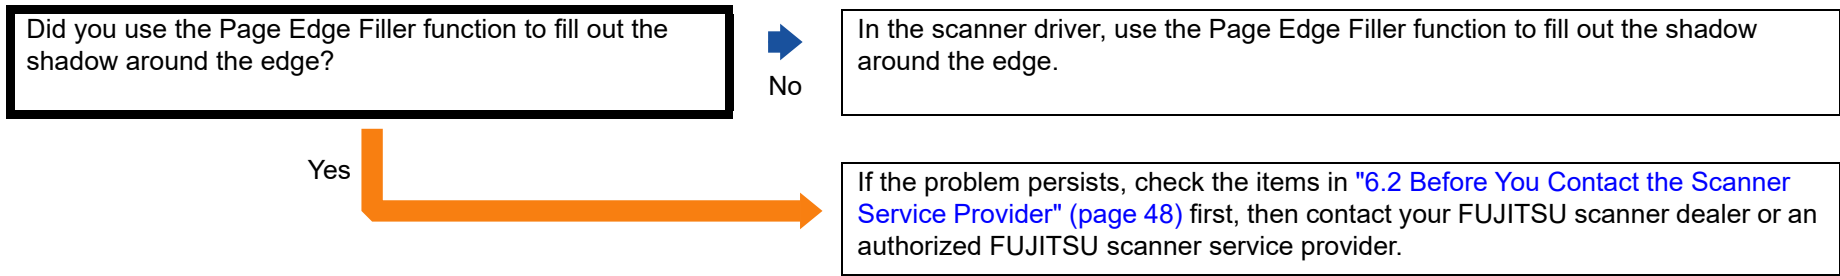 Did you use the Page Edge Filler function to fill out the
shadow around the edge?
No
In the scanner driver, use the Page Edge Filler function to fill out the shadow
around the edge.
Yes
If the problem persists, check the items in "6.2 Before You Contact the Scanner
Service Provider" (page 48) first, then contact your FUJITSU scanner dealer or an
authorized FUJITSU scanner service provider.